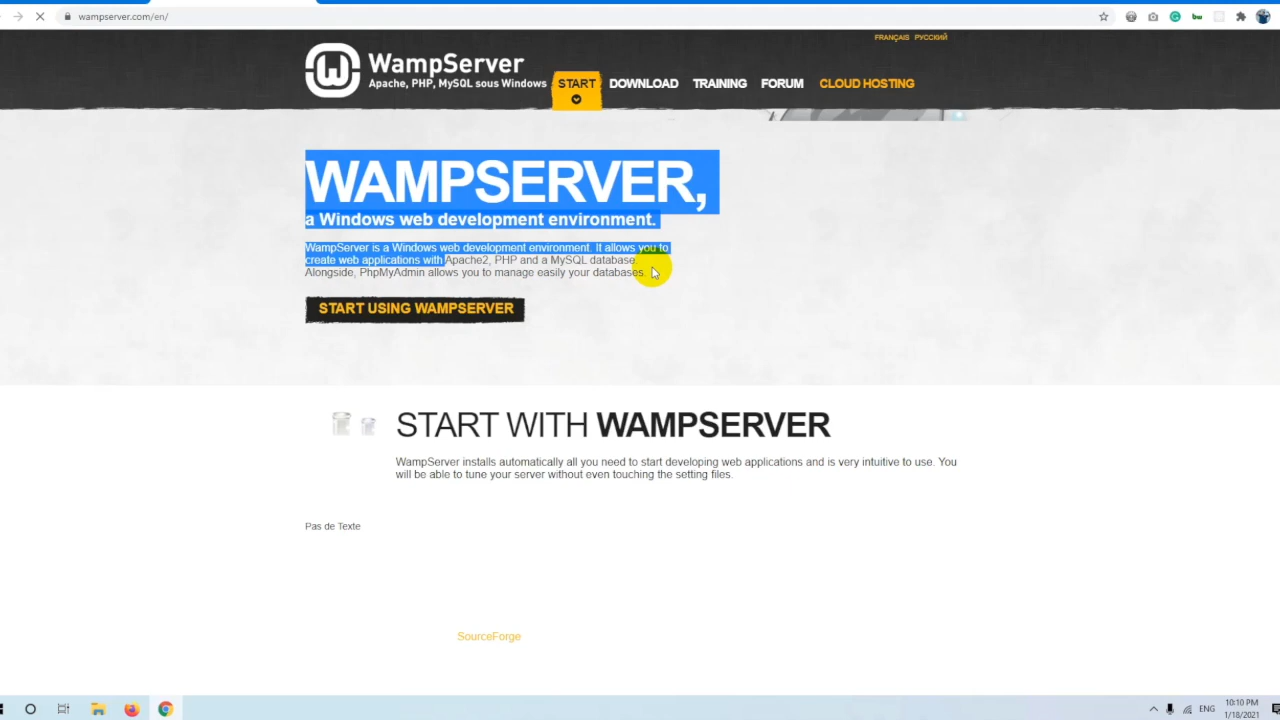 wampserver.com/en/
FRANÇAIS РУССКИЙ
WampServer
Apache, PHP, MySQL sous Windows
START DOWNLOAD TRAINING FORUM CLOUD HOSTING
WAMPSERVER,
a Windows web development environment.
WampServer is a Windows web development environment. It allows you to
create web applications with Apache2, PHP and a MySQL database.
Alongside, PhpMyAdmin allows you to manage easily your databases.
START USING WAMPSERVER
START WITH WAMPSERVER
WampServer installs automatically all you need to start developing web applications and is very intuitive to use. You
will be able to tune your server without even touching the setting files.
Pas de Texte
SourceForge
ENG
10:10 PM
1/18/2021